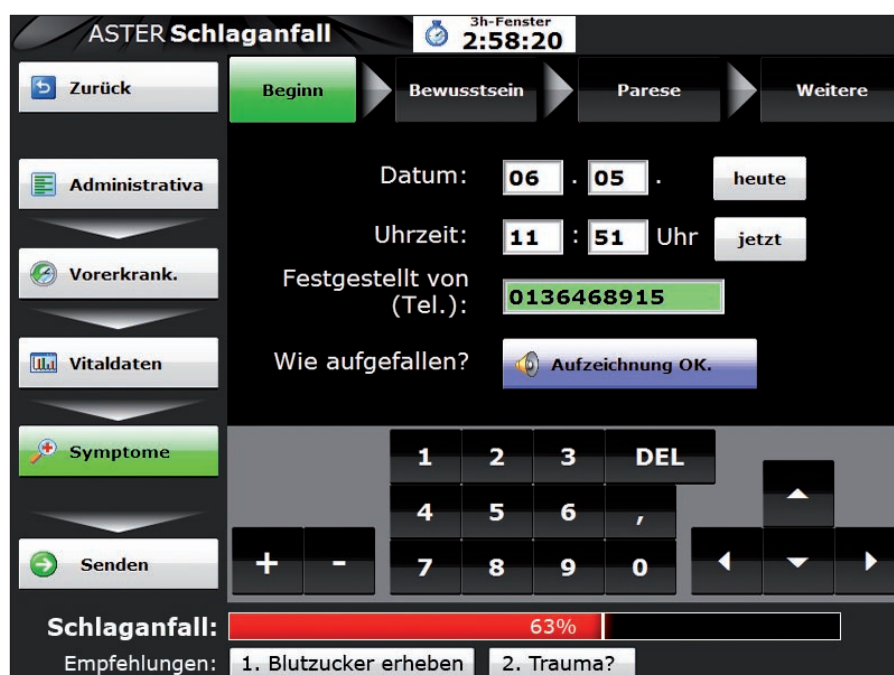 ASTER Schlaganfall
3h-Fenster
2:58:20
Zurück
Beginn
Bewusstsein
Parese
Weitere
Administrativa
Vorerkrank.
Vitaldaten
Symptome
Senden
Datum: 06 . 05 . heute
Uhrzeit: 11 : 51 Uhr jetzt
Festgestellt von
(Tel.): 0136468915
Wie aufgefallen? Aufzeichnung OK.
1 2 3 DEL
4 5 6 ,
+ - 7 8 9 0
Schlaganfall: 63%
Empfehlungen: 1. Blutzucker erheben 2. Trauma?